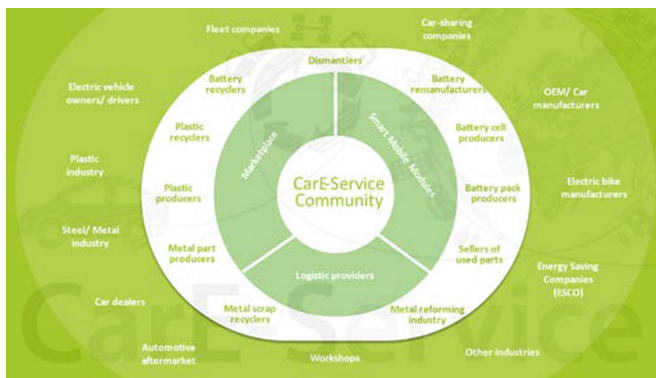 Fleet companies
Car-sharing
companies
Dismantlers
Battery
recyclers
Battery
remanufacturers
Electric vehicle
owners/ drivers
OEM/ Car
manufacturers
Plastic
recyclers
Marketplace
Smart Mobile Modules
Battery cell
producers
Plastic
industry
CarE-Service
Community
Plastic
producers
Battery pack
producers
Electric bike
manufacturers
Steel/ Metal
industry
Metal part
producers
Sellers of
used parts
Logistic providers
Energy Saving
Companies
(ESCO)
Car dealers
Metal scrap
recyclers
Metal reforming
industry
CarE-Service
Automotive
aftermarket
Workshops
Other industries